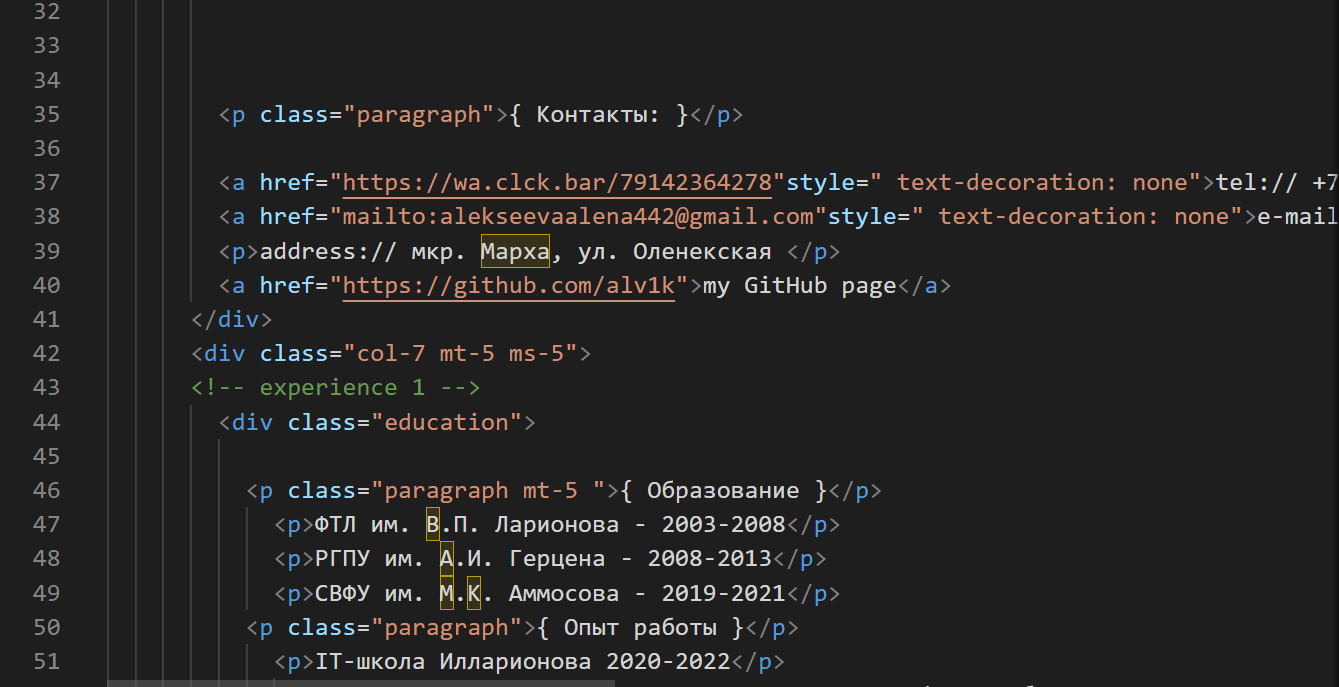 32
33
34
35 <p class="paragraph">{ Контакты: }</p>
36
37 <a href="https://wa.clck.bar/79142364278"style=" text-decoration: none">tel:// +7
38 <a href="mailto:alekseevaalena442@gmail.com"style=" text-decoration: none">e-mail
39 <p>address:// мкр. Марха, ул. Оленекская </p>
40 <a href="https://github.com/alv1k">my GitHub page</a>
41 </div>
42 <div class="col-7 mt-5 ms-5">
43 <!-- experience 1 -->
44 <div class="education">
45
46 <p class="paragraph mt-5 ">{ Образование }</p>
47 <p>ФТЛ им. В.П. Ларионова - 2003-2008</p>
48 <p>РГПУ им. А.И. Герцена - 2008-2013</p>
49 <p>СВФУ им. М.К. Аммосова - 2019-2021</p>
50 <p class="paragraph">{ Опыт работы }</p>
51 <p>IT-школа Илларионова 2020-2022</p>